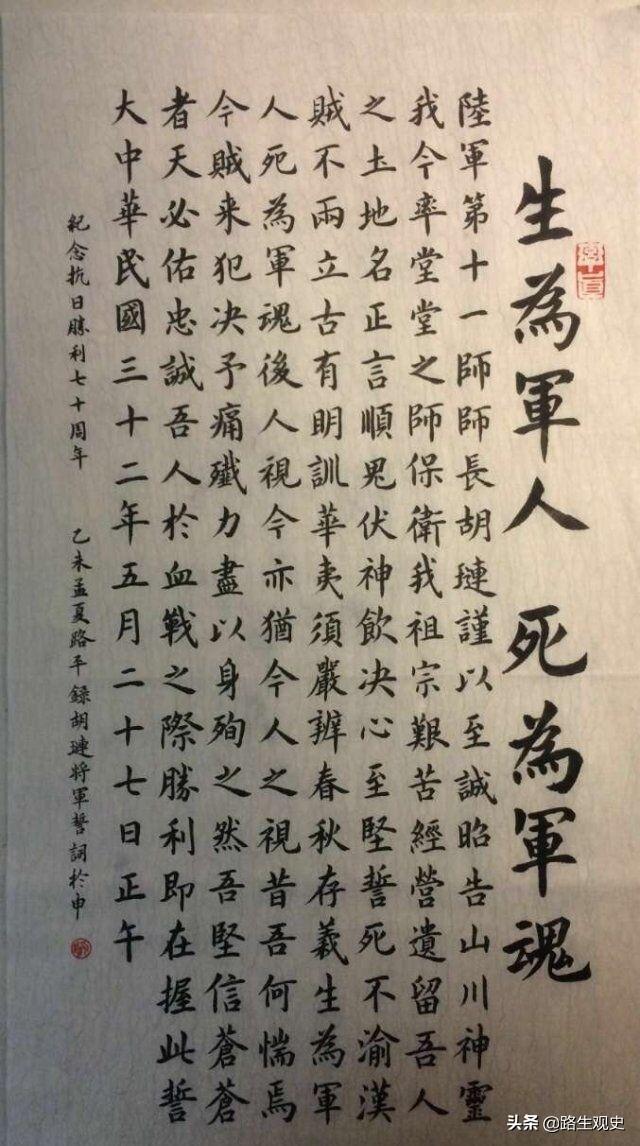 生為軍人 死為軍魂
陸軍第十一師師長胡璉謹以至誠昭告山川神靈
我今率堂堂之師保衛我祖宗艱苦經營遺留吾人
之土地名正言順鬼伏神飲决心至堅誓死不渝漢
賊不兩立古有明訓華夷須嚴辨春秋存義生為軍
人死為軍魂後人視今亦猶今人之視昔吾何惴焉
今賊来犯决予痛殲力盡以身殉之然吾堅信蒼蒼
者天必佑忠誠吾人於血戰之際勝利即在握此誓
大中華民國三十二年五月二十七日正午
紀念抗日勝利七十周年 乙未孟夏路平錄胡璉將軍誓詞於申
头条 @路生观史